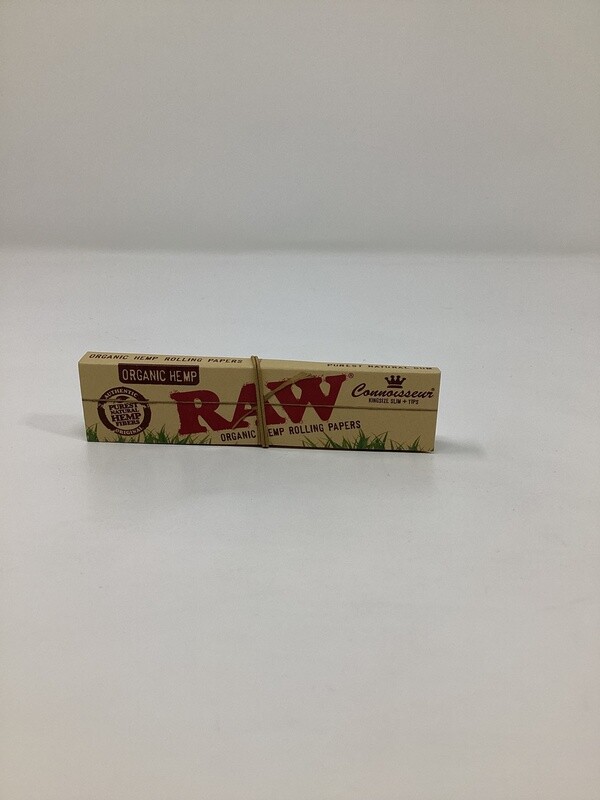 ORGANIC HEMP ROLLING PAPERS
PUREST NATURAL GUM
ORGANIC HEMP
AUTHENTIC
PUREST
NATURAL
HEMP
FIBERS
ORIGINAL
RAW®
ORGANIC HEMP ROLLING PAPERS
Connoisseur®
KINGSIZE SLIM + TIPS